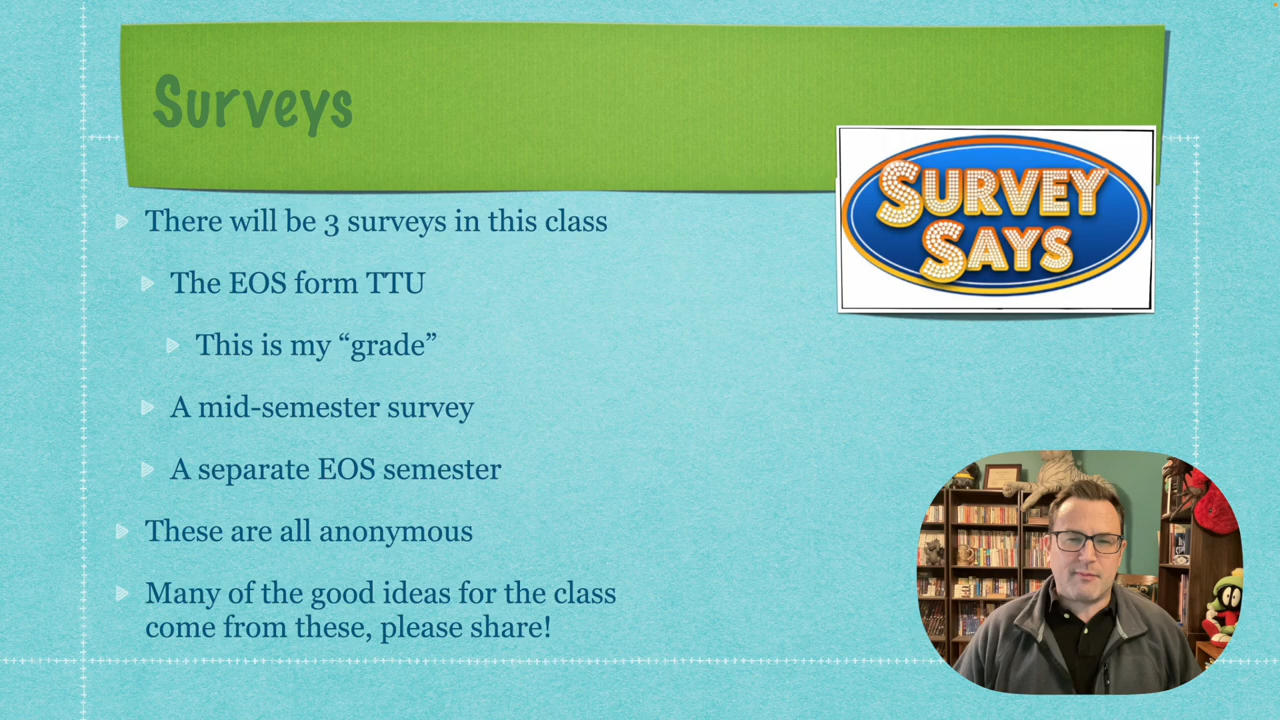 Surveys
SURVEY
SAYS
There will be 3 surveys in this class
The EOS form TTU
This is my “grade”
A mid-semester survey
A separate EOS semester
These are all anonymous
Many of the good ideas for the class
come from these, please share!